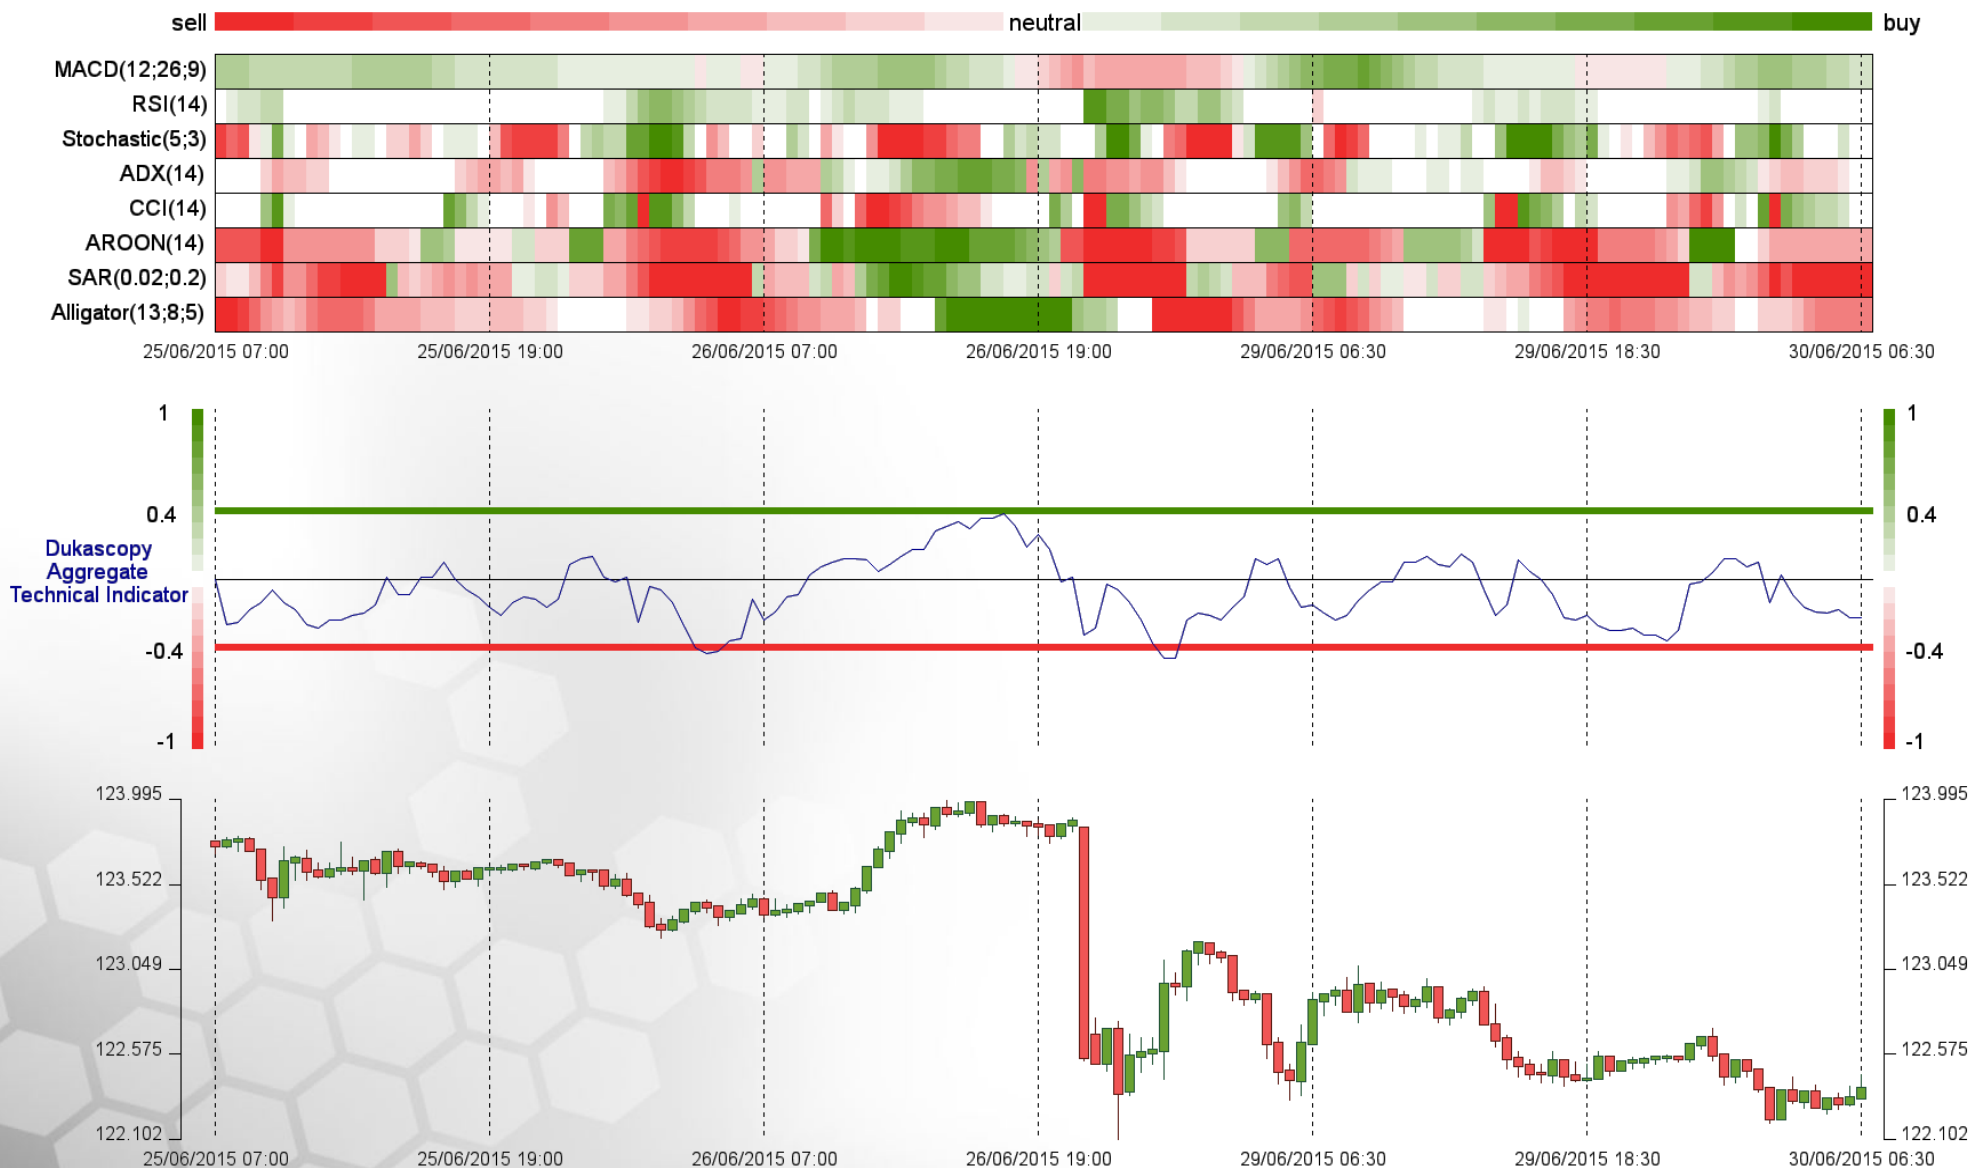 sell neutral buy
MACD(12;26;9)
RSI(14)
Stochastic(5;3)
ADX(14)
CCI(14)
AROON(14)
SAR(0.02;0.2)
Alligator(13;8;5)
25/06/2015 07:00 25/06/2015 19:00 26/06/2015 07:00 26/06/2015 19:00 29/06/2015 06:30 29/06/2015 18:30 30/06/2015 06:30
1 1
0.4 0.4
Dukascopy
Aggregate
Technical Indicator
-0.4 -0.4
-1 -1
123.995 123.995
123.522 123.522
123.049 123.049
122.575 122.575
122.102 122.102
25/06/2015 07:00 25/06/2015 19:00 26/06/2015 07:00 26/06/2015 19:00 29/06/2015 06:30 29/06/2015 18:30 30/06/2015 06:30